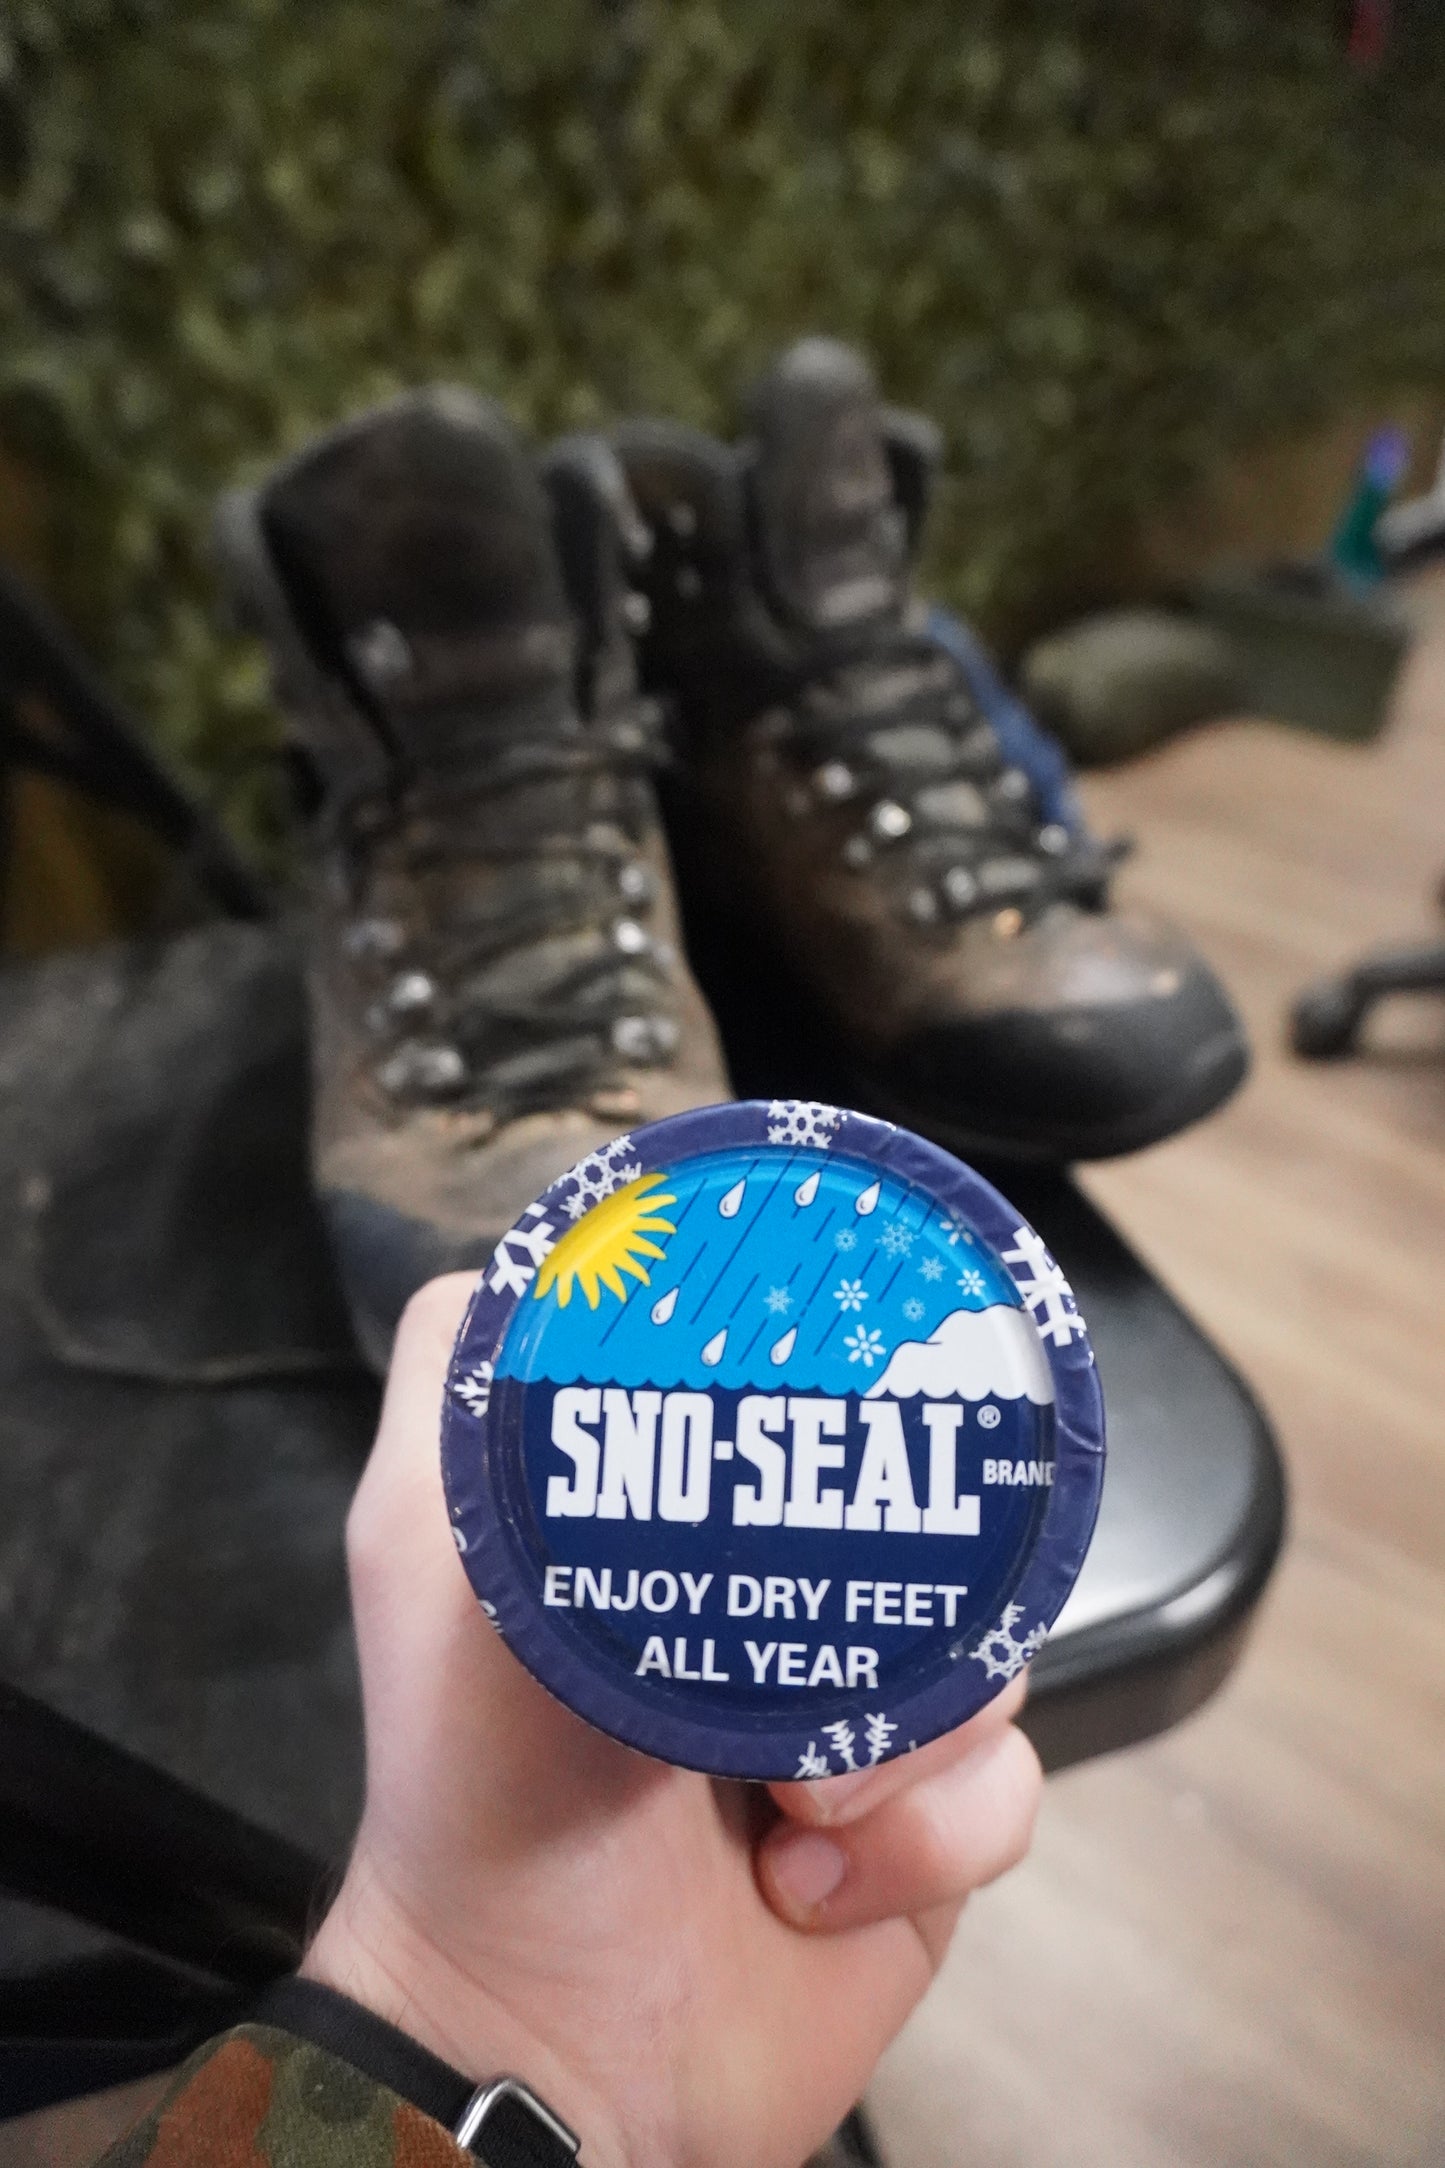 SNO-SEAL®
BRAND
ENJOY DRY FEET
ALL YEAR